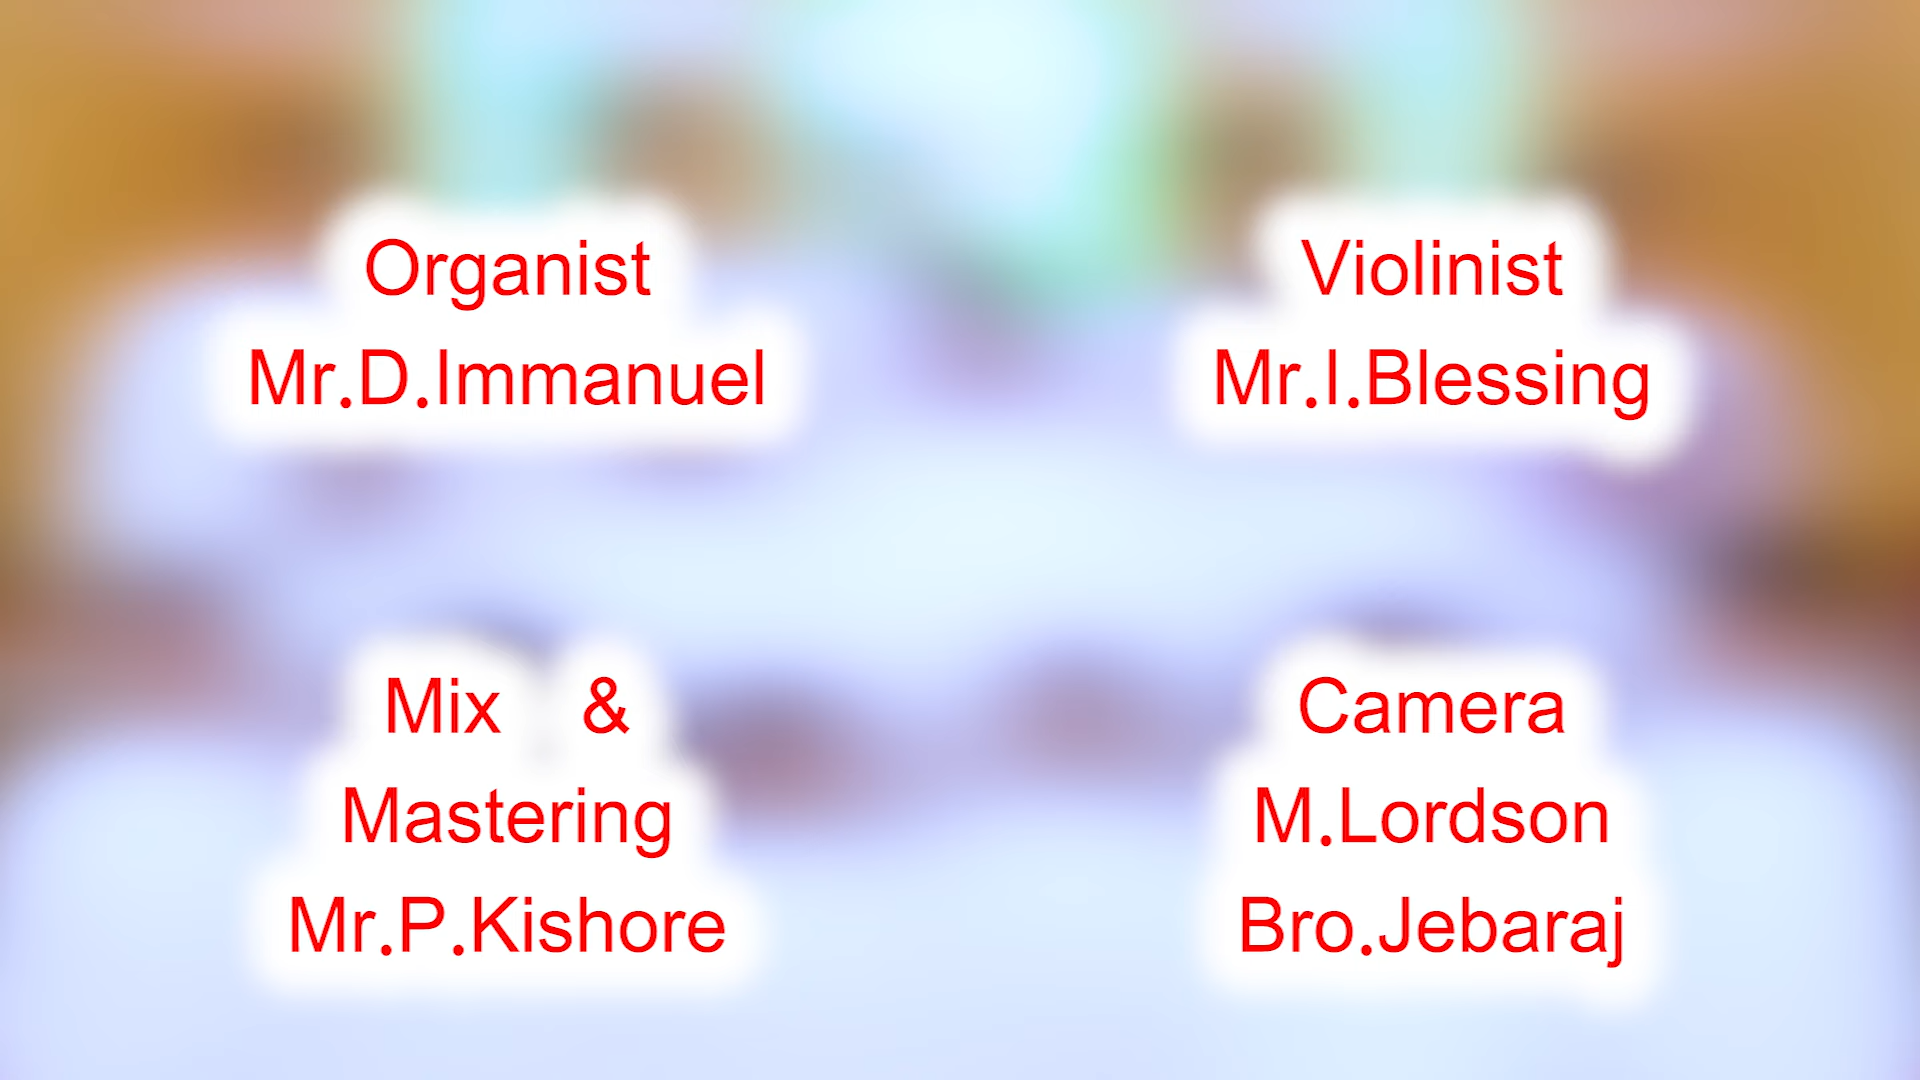 Organist
Mr.D.Immanuel
Violinist
Mr.I.Blessing
Mix & 
Mastering
Mr.P.Kishore
Camera
M.Lordson
Bro.Jebaraj